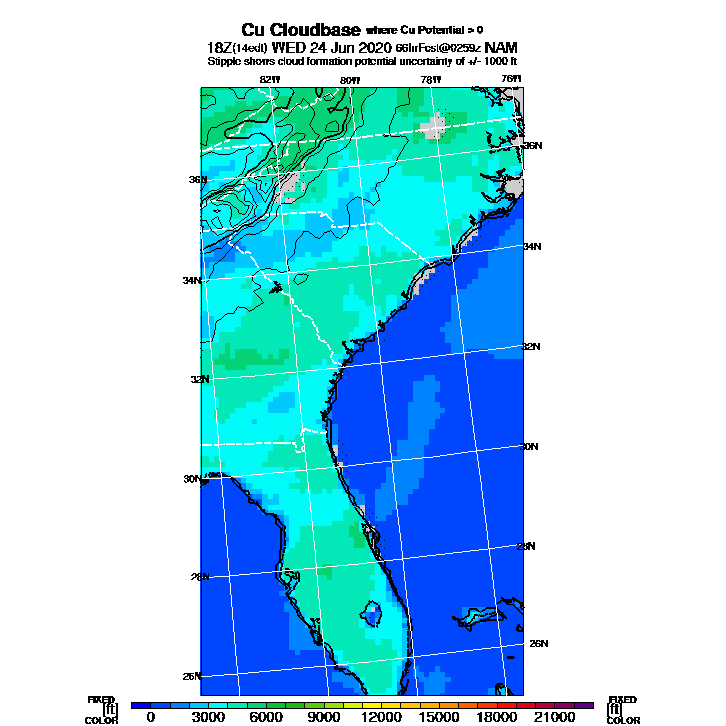 Cu Cloudbase where Cu Potential > 0
18Z(14edt) WED 24 Jun 2020 66hrFcst@0259z NAM
Stipple shows cloud formation potential uncertainty of +/- 1000 ft
82W 80W 78W 76W
36N
36N
34N
34N
32N
32N
30N
30N
28N
28N
26N
26N
FIXED FIXED
[ft] [ft]
COLOR 0 3000 6000 9000 12000 15000 18000 21000 COLOR